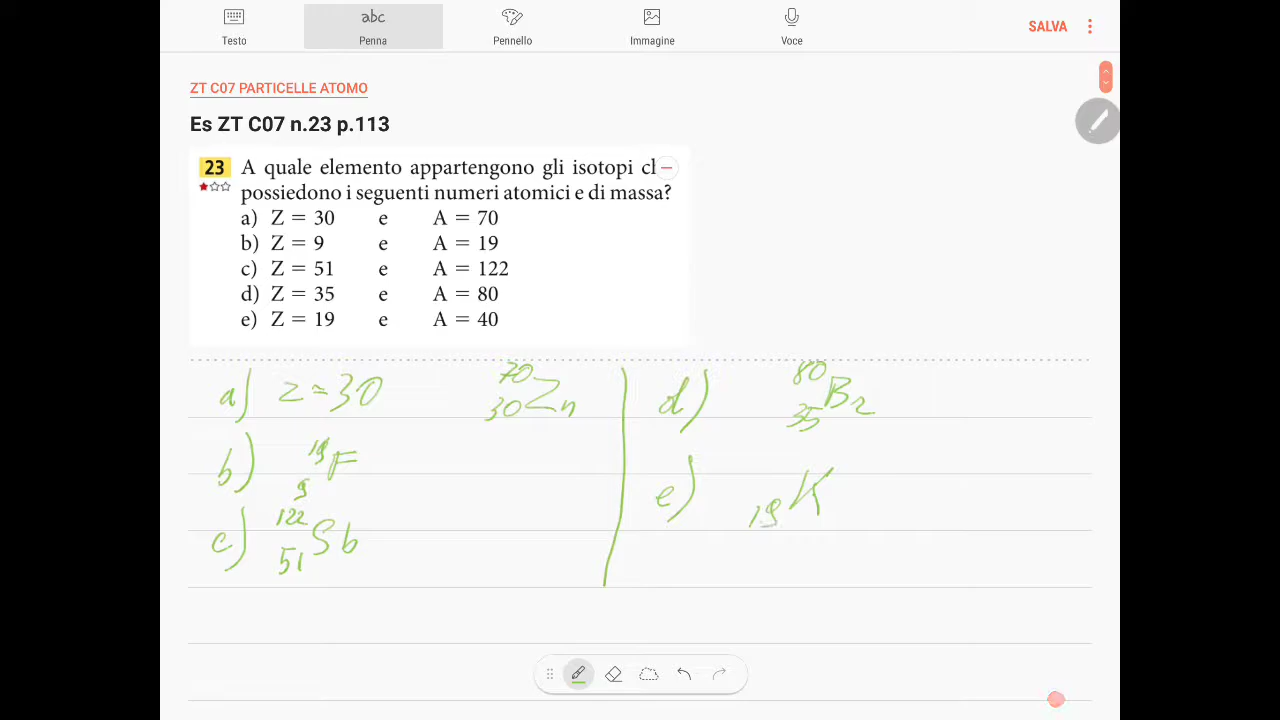 Testo
abc
Penna
Pennello
Immagine
Voce
SALVA
ZT C07 PARTICELLE ATOMO
Es ZT C07 n.23 p.113
23 A quale elemento appartengono gli isotopi ch
possiedono i seguenti numeri atomici e di massa?
a) Z = 30 e A = 70
b) Z = 9 e A = 19
c) Z = 51 e A = 122
d) Z = 35 e A = 80
e) Z = 19 e A = 40
a) Z = 30 70 30 Zn
b) 19 9 F
c) 122 51 Sb
d) 80 35 Br
e) 19 K